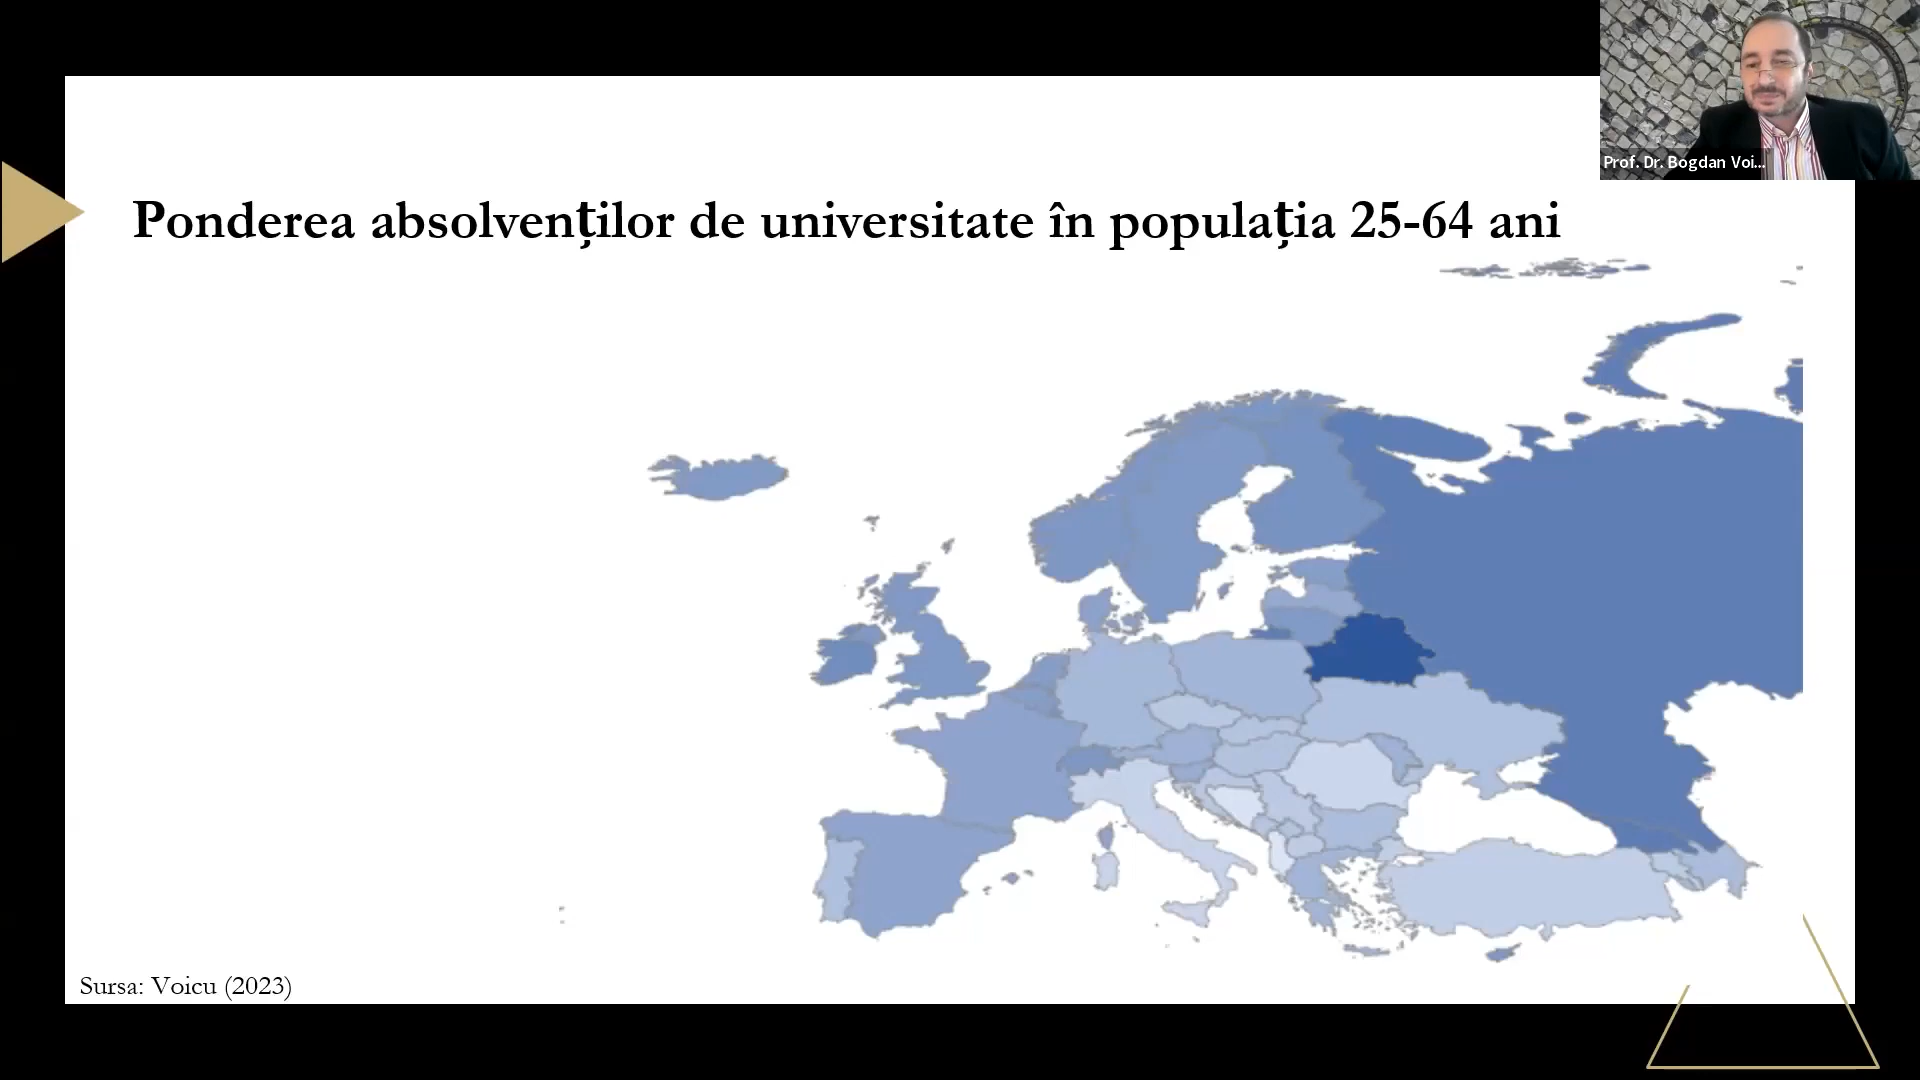 Prof. Dr. Bogdan Voi...
Ponderea absolvenților de universitate în populația 25-64 ani
Sursa: Voicu (2023)